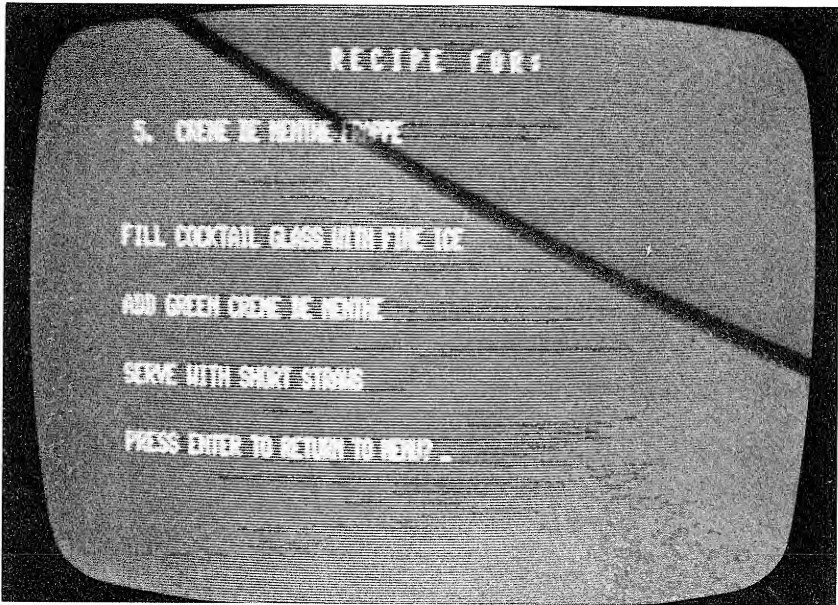 RECIPE FOR:
5. CREME DE MENTHE FRAPPE
FILL COCKTAIL GLASS WITH FINE ICE
ADD GREEN CREME DE MENTHE
SERVE WITH SHORT STRAWS
PRESS ENTER TO RETURN TO MENU? _